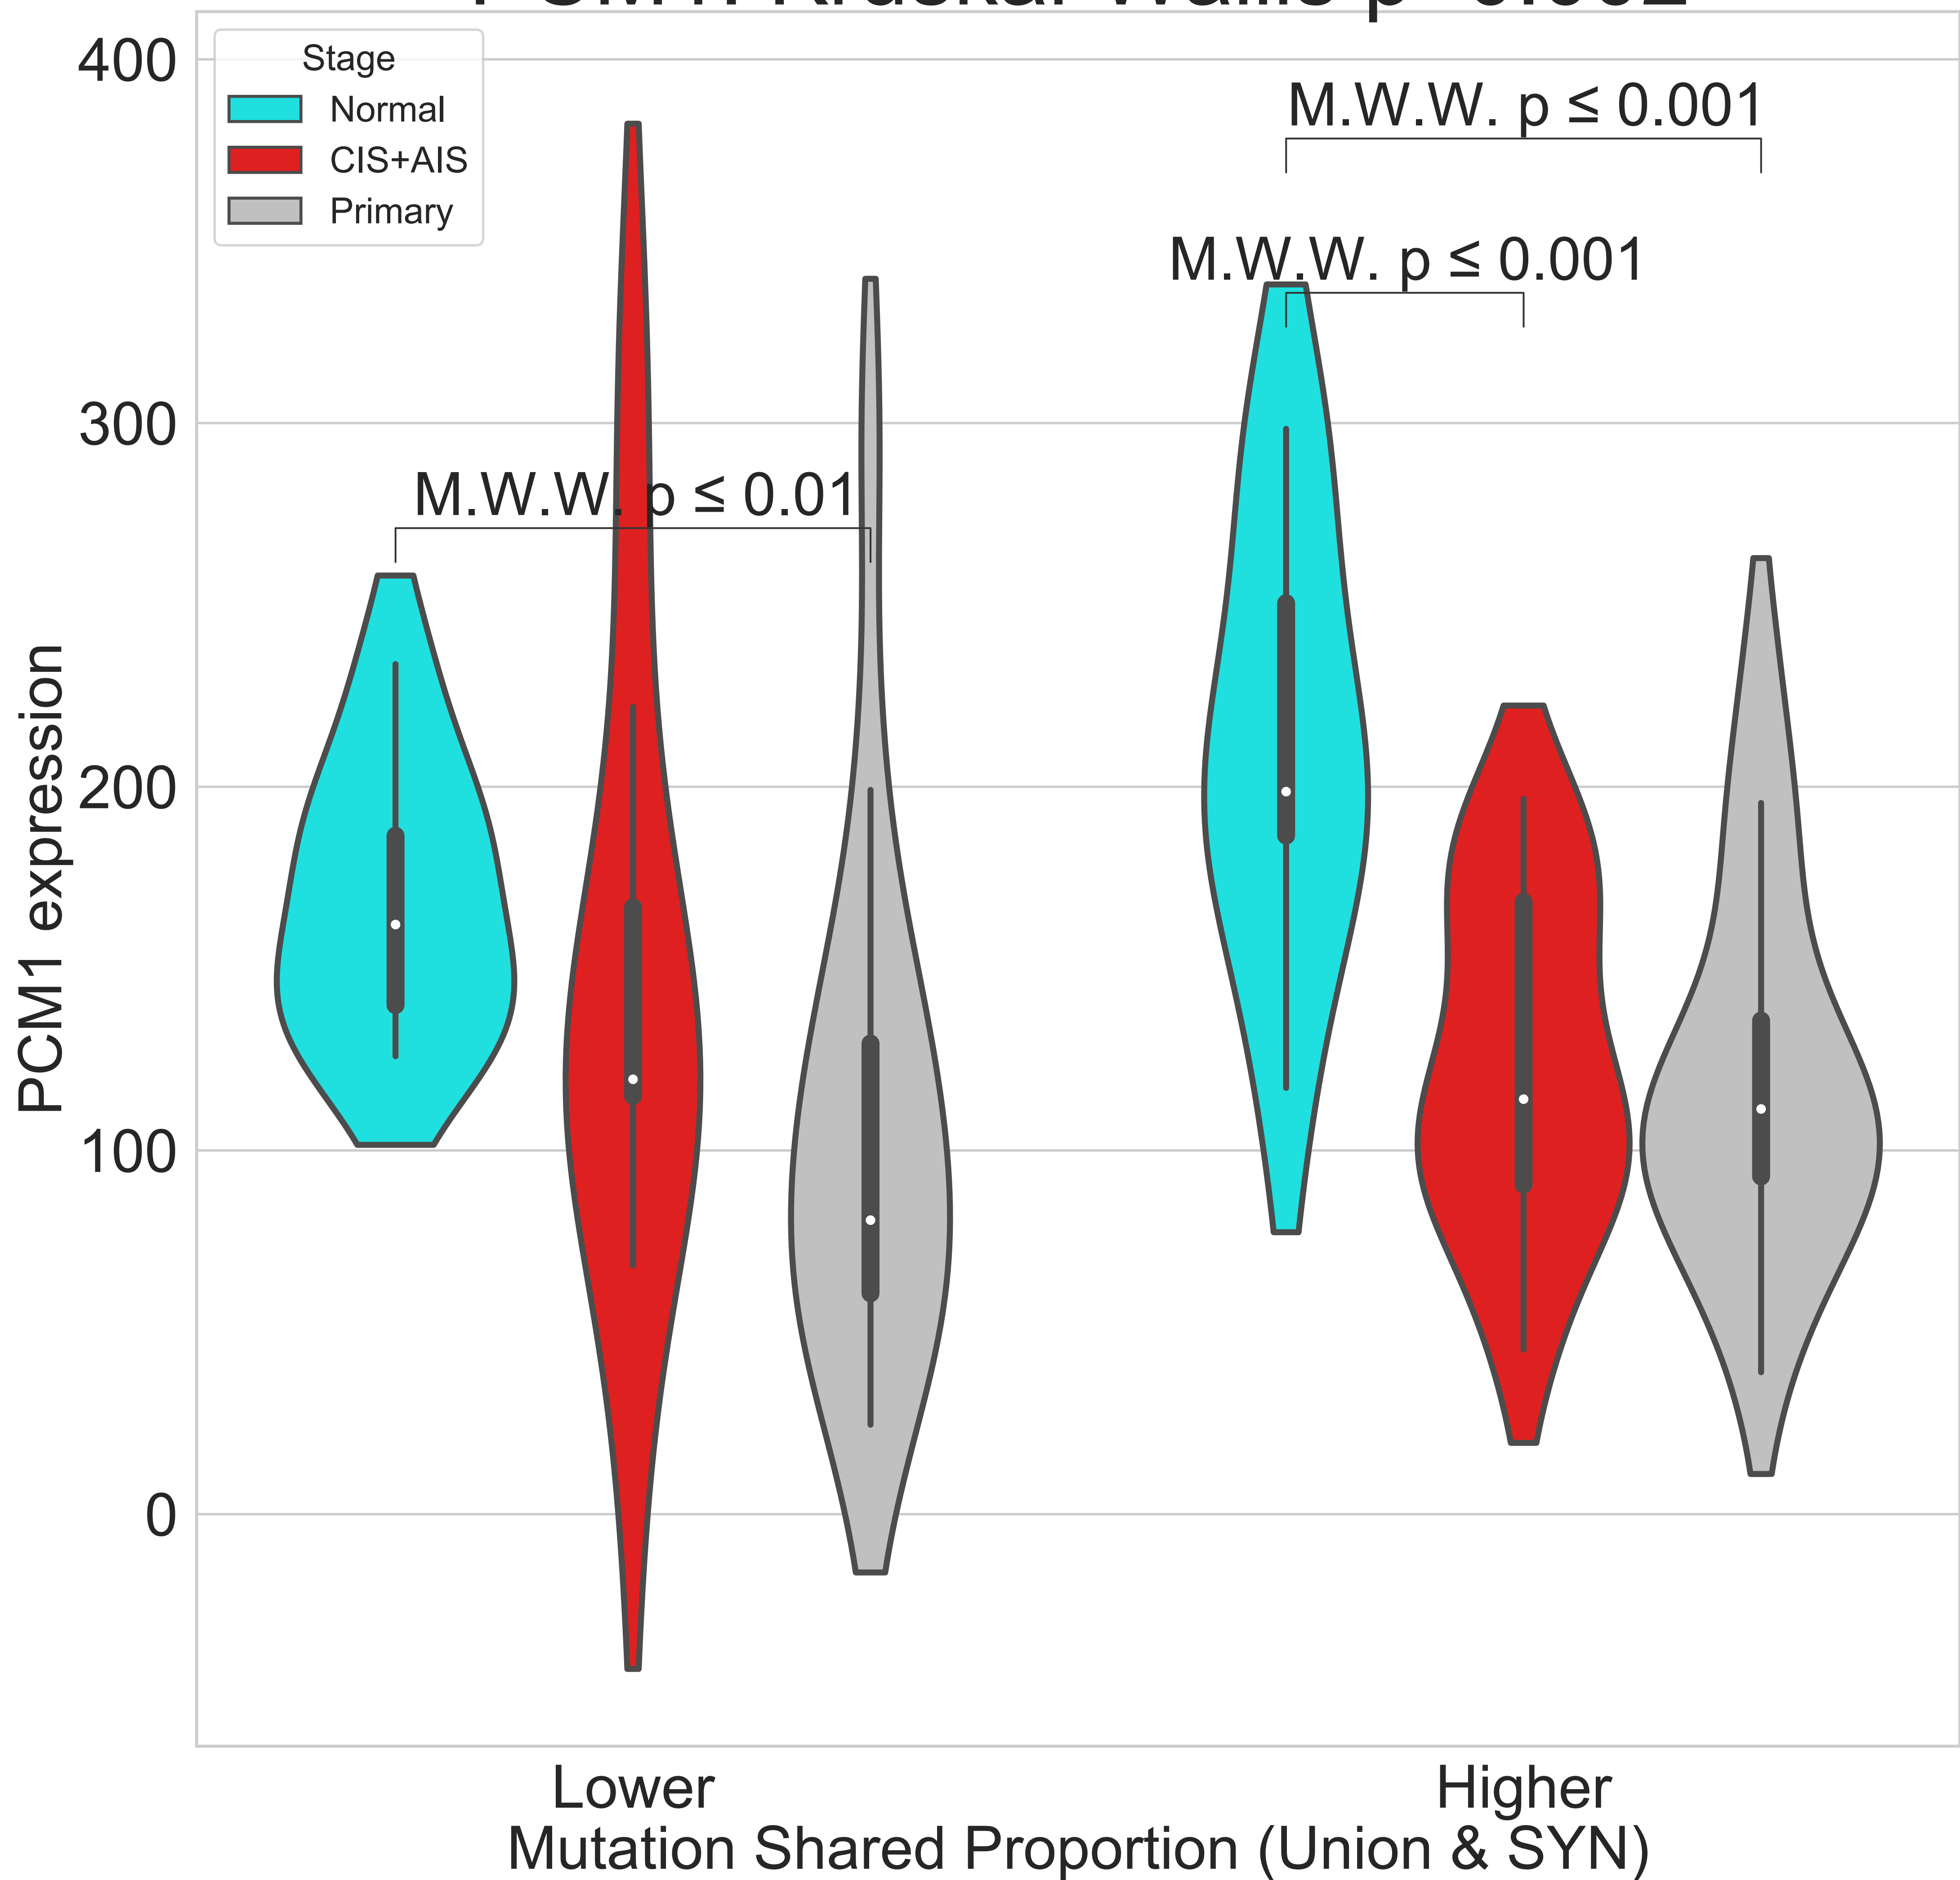 400
300
200
100
0
PCM1 expression
Stage
Normal
CIS+AIS
Primary
M.W.W. p ≤ 0.001
M.W.W. p ≤ 0.001
M.W.W. p ≤ 0.01
Lower
Higher
Mutation Shared Proportion (Union & SYN)